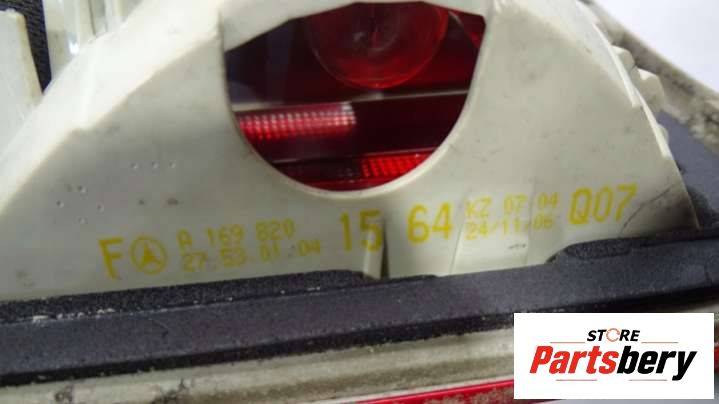 F A 169 820 15 64 KZ 07 04 Q07
27.53.01.04 24/11/06
STORE
Partsbery